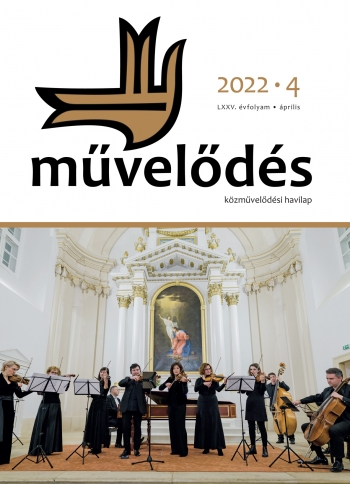 2022 • 4
LXXV. évfolyam • április
művelődés
közművelődési havilap